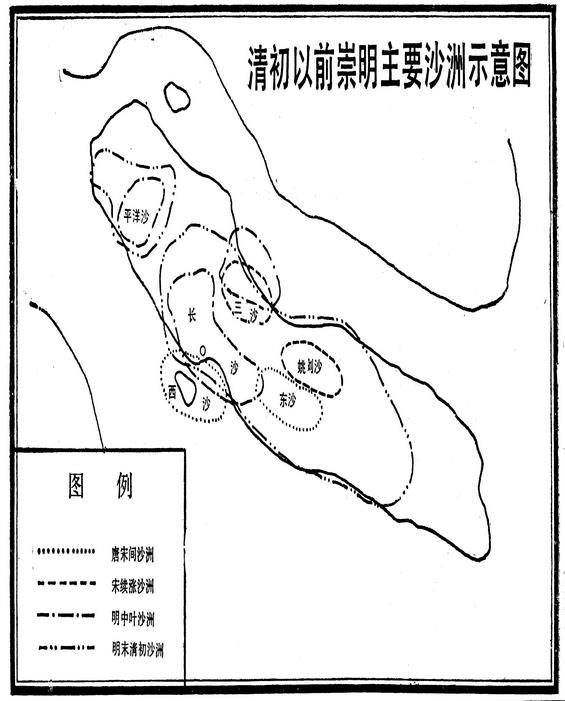 清初以前崇明主要沙洲示意图
平洋沙
三沙
长沙
姚刘沙
西沙
东沙
图例
唐宋间沙洲
宋续涨沙洲
明中叶沙洲
明末清初沙洲